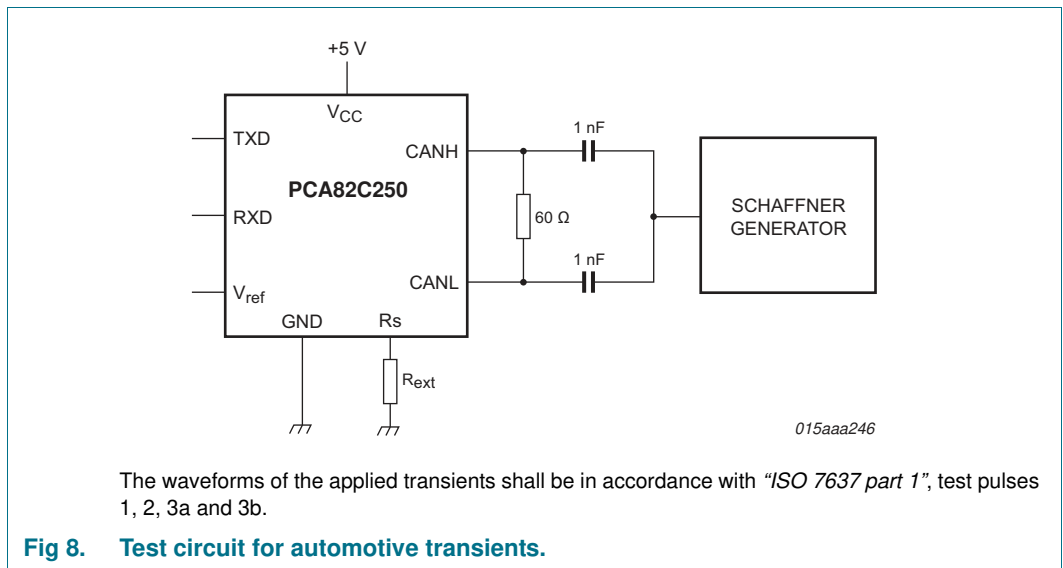 +5 V
VCC
TXD
CANH
1 nF
PCA82C250
SCHAFFNER
GENERATOR
RXD
60 Ω
1 nF
CANL
Vref
GND
Rs
Rext
015aaa246
The waveforms of the applied transients shall be in accordance with “ISO 7637 part 1”, test pulses
1, 2, 3a and 3b.
Fig 8. Test circuit for automotive transients.